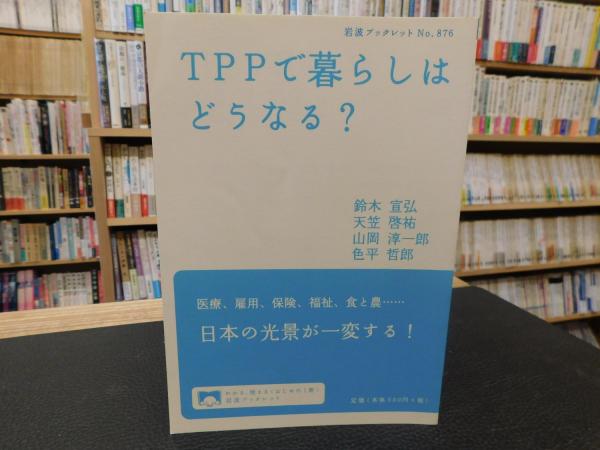 岩波ブックレット No.876
TPPで暮らしは
どうなる？
鈴木 宣弘
天笠 啓祐
山岡 淳一郎
色平 哲郎
医療、雇用、保険、福祉、食と農……
日本の光景が一変する！
岩波ブックレット